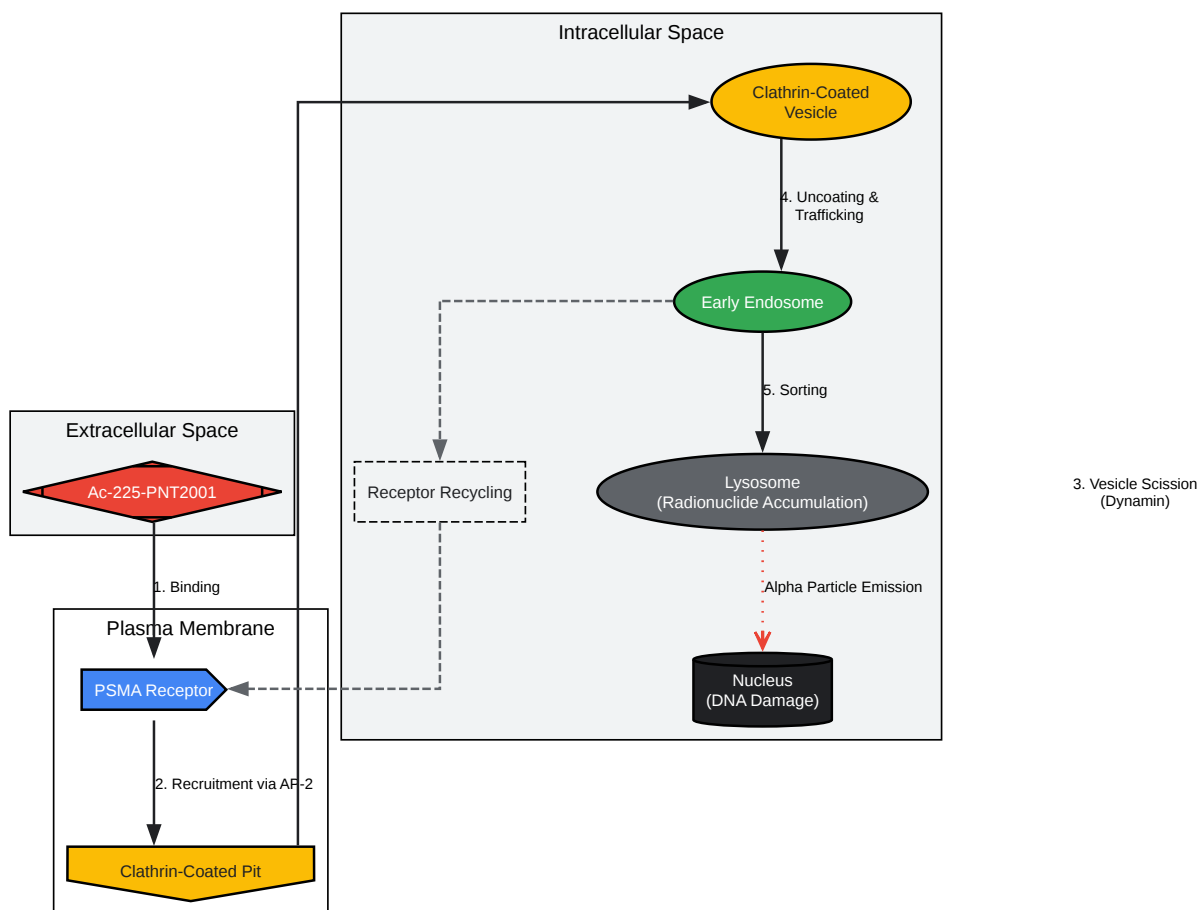 Intracellular Space
Clathrin-Coated
Vesicle
4. Uncoating &
Trafficking
Early Endosome
5. Sorting
Extracellular Space
Ac-225-PNT2001
Receptor Recycling
Lysosome
(Radionuclide Accumulation)
3. Vesicle Scission
(Dynamin)
1. Binding
Alpha Particle Emission
Plasma Membrane
PSMA Receptor
Nucleus
(DNA Damage)
2. Recruitment via AP-2
Clathrin-Coated Pit